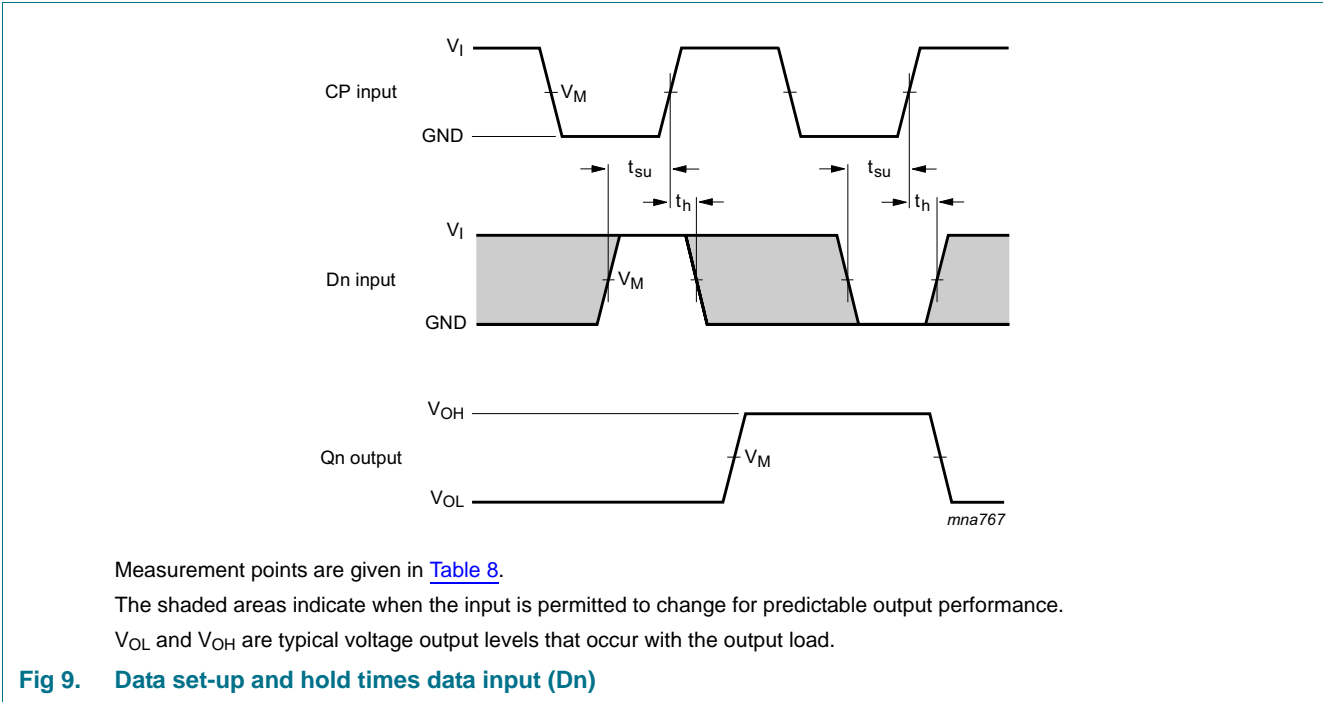 V_I
CP input
V_M
GND
t_su t_su
t_h t_h
V_I
Dn input
V_M
GND
V_OH
Qn output
V_M
V_OL
mna767
Measurement points are given in Table 8.
The shaded areas indicate when the input is permitted to change for predictable output performance.
V_OL and V_OH are typical voltage output levels that occur with the output load.
Fig 9. Data set-up and hold times data input (Dn)